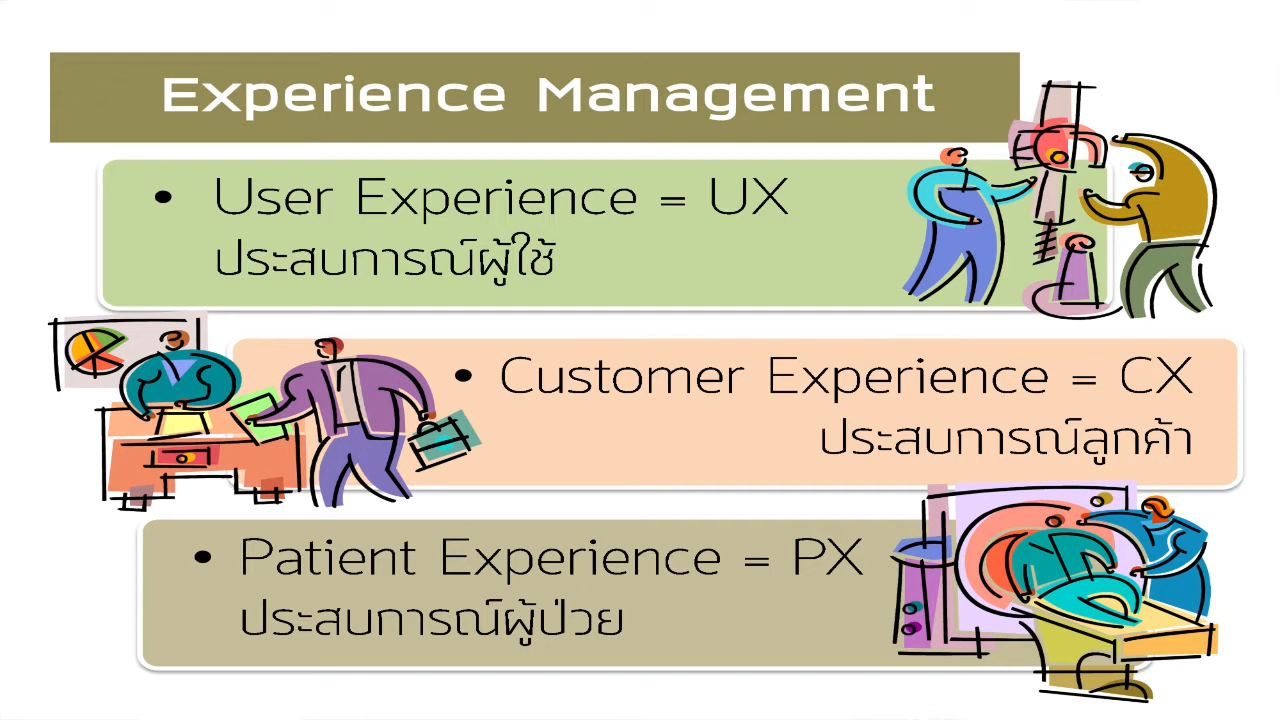 Experience Management
• User Experience = UX
ประสบการณ์ผู้ใช้
• Customer Experience = CX
ประสบการณ์ลูกค้า
• Patient Experience = PX
ประสบการณ์ผู้ป่วย